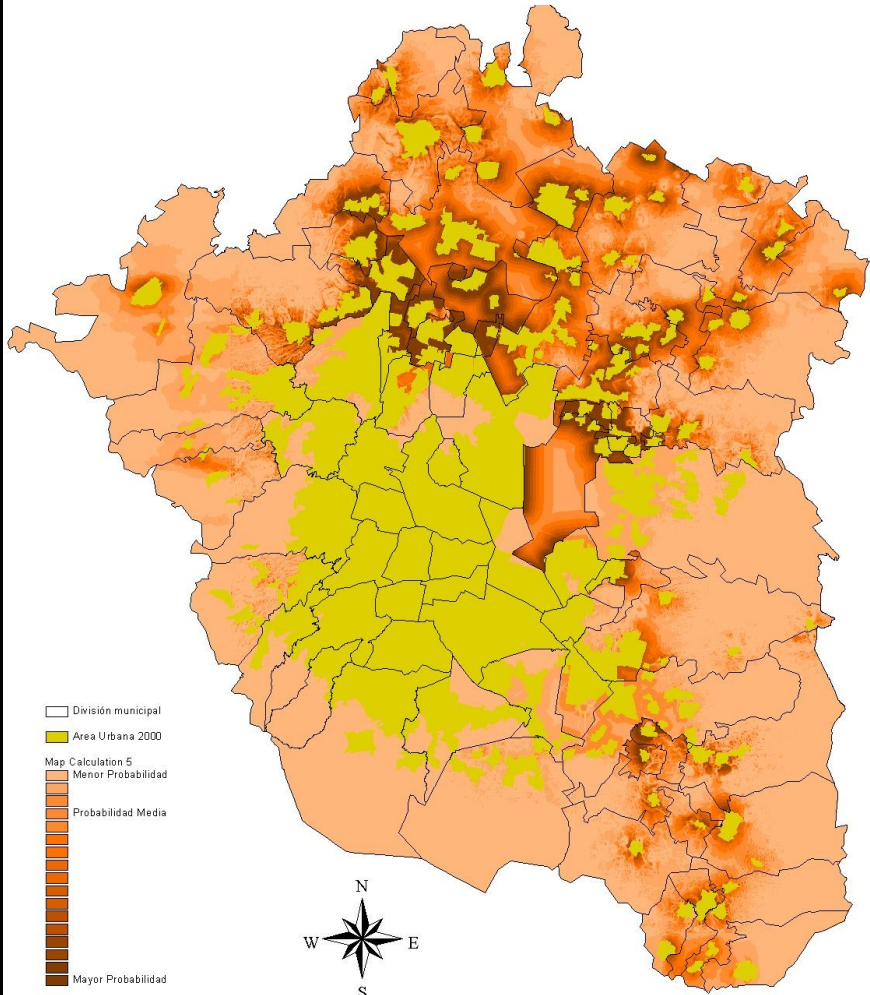 División municipal
Area Urbana 2000
Map Calculation 5
Menor Probabilidad
Probabilidad Media
Mayor Probabilidad
N
W
E
S